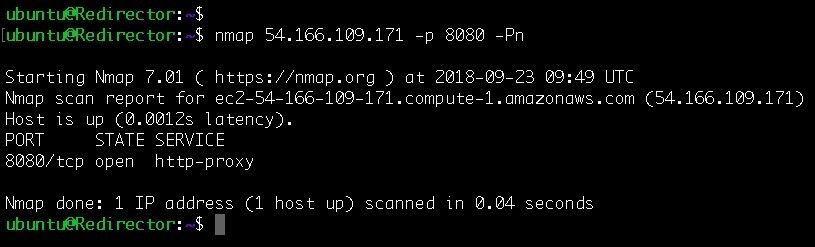 ubuntu@Redirector:~$
[ubuntu@Redirector:~$ nmap 54.166.109.171 -p 8080 -Pn
Starting Nmap 7.01 ( https://nmap.org ) at 2018-09-23 09:49 UTC
Nmap scan report for ec2-54-166-109-171.compute-1.amazonaws.com (54.166.109.171)
Host is up (0.0012s latency).
PORT     STATE SERVICE
8080/tcp open  http-proxy
Nmap done: 1 IP address (1 host up) scanned in 0.04 seconds
ubuntu@Redirector:~$